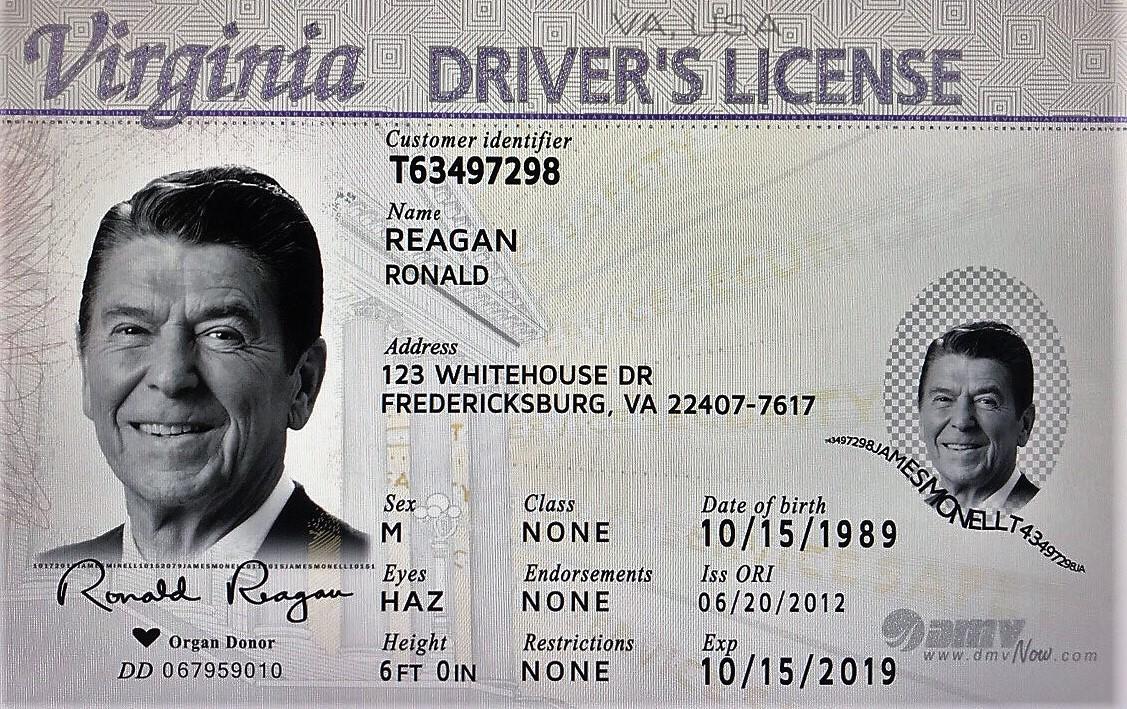 VA, USA
Virginia DRIVER'S LICENSE
Customer identifier
T63497298
Name
REAGAN
RONALD
Address
123 WHITEHOUSE DR
FREDERICKSBURG, VA 22407-7617
43497298JAMESMONELLT43497298JA
Sex
M
Class
NONE
Date of birth
10/15/1989
Eyes
HAZ
Endorsements
NONE
Iss ORI
06/20/2012
Height
6FT 0IN
Restrictions
NONE
Exp
10/15/2019
Ronald Reagan
Organ Donor
DD 067959010
dmv
www.dmvNow.com